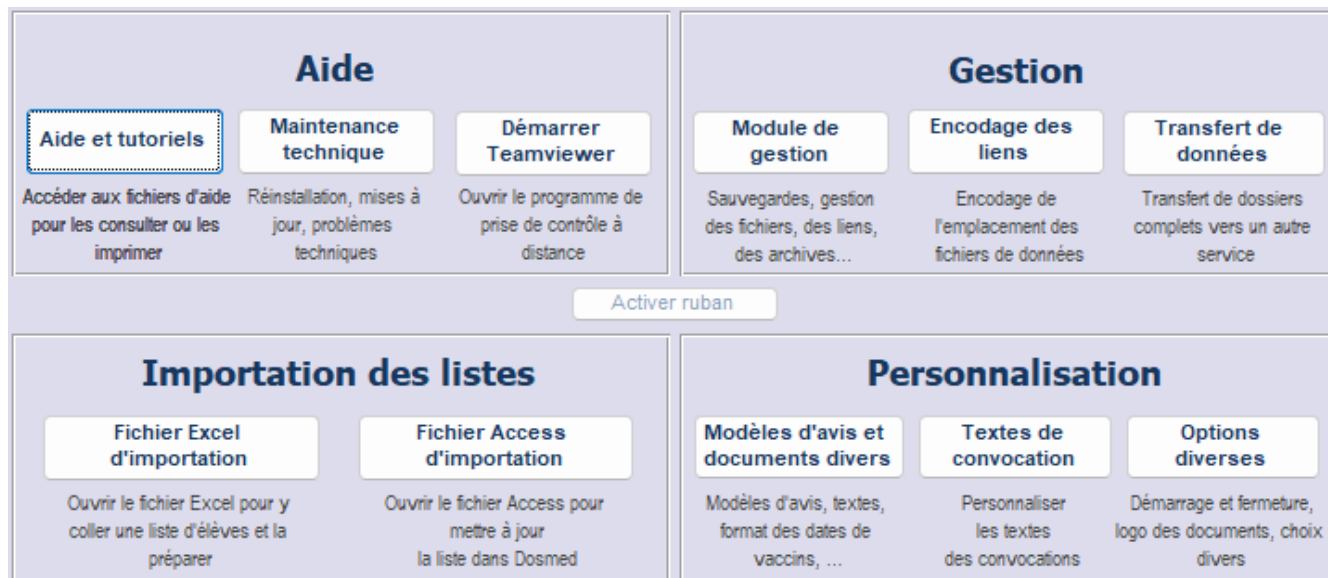 Aide
Aide et tutoriels
Accéder aux fichiers d'aide
pour les consulter ou les
imprimer
Maintenance
technique
Réinstallation, mises à
jour, problèmes
techniques
Démarrer
Teamviewer
Ouvrir le programme de
prise de contrôle à
distance
Gestion
Module de
gestion
Sauvegardes, gestion
des fichiers, des liens,
des archives...
Encodage des
liens
Encodage de
l'emplacement des
fichiers de données
Transfert de
données
Transfert de dossiers
complets vers un autre
service
Activer ruban
Importation des listes
Fichier Excel
d'importation
Ouvrir le fichier Excel pour y
coller une liste d'élèves et la
préparer
Fichier Access
d'importation
Ouvrir le fichier Access pour
mettre à jour
la liste dans Dosmed
Personnalisation
Modèles d'avis et
documents divers
Modèles d'avis, textes,
format des dates de
vaccins, ...
Textes de
convocation
Personnaliser
les textes
des convocations
Options
diverses
Démarrage et fermeture,
logo des documents, choix
divers